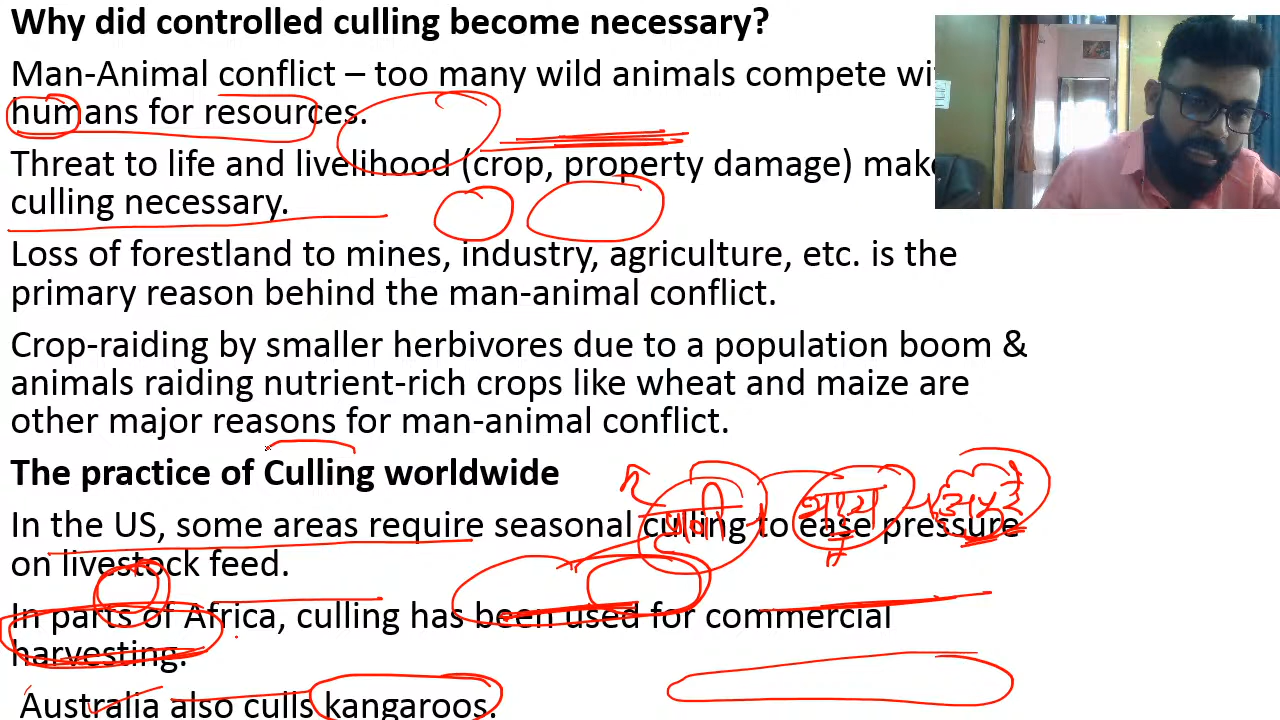 Why did controlled culling become necessary?
Man-Animal conflict – too many wild animals compete wi
humans for resources.
Threat to life and livelihood (crop, property damage) make
culling necessary.
Loss of forestland to mines, industry, agriculture, etc. is the
primary reason behind the man-animal conflict.
Crop-raiding by smaller herbivores due to a population boom &
animals raiding nutrient-rich crops like wheat and maize are
other major reasons for man-animal conflict.
The practice of Culling worldwide
In the US, some areas require seasonal culling to ease pressure
on livestock feed.
In parts of Africa, culling has been used for commercial
harvesting.
Australia also culls kangaroos.